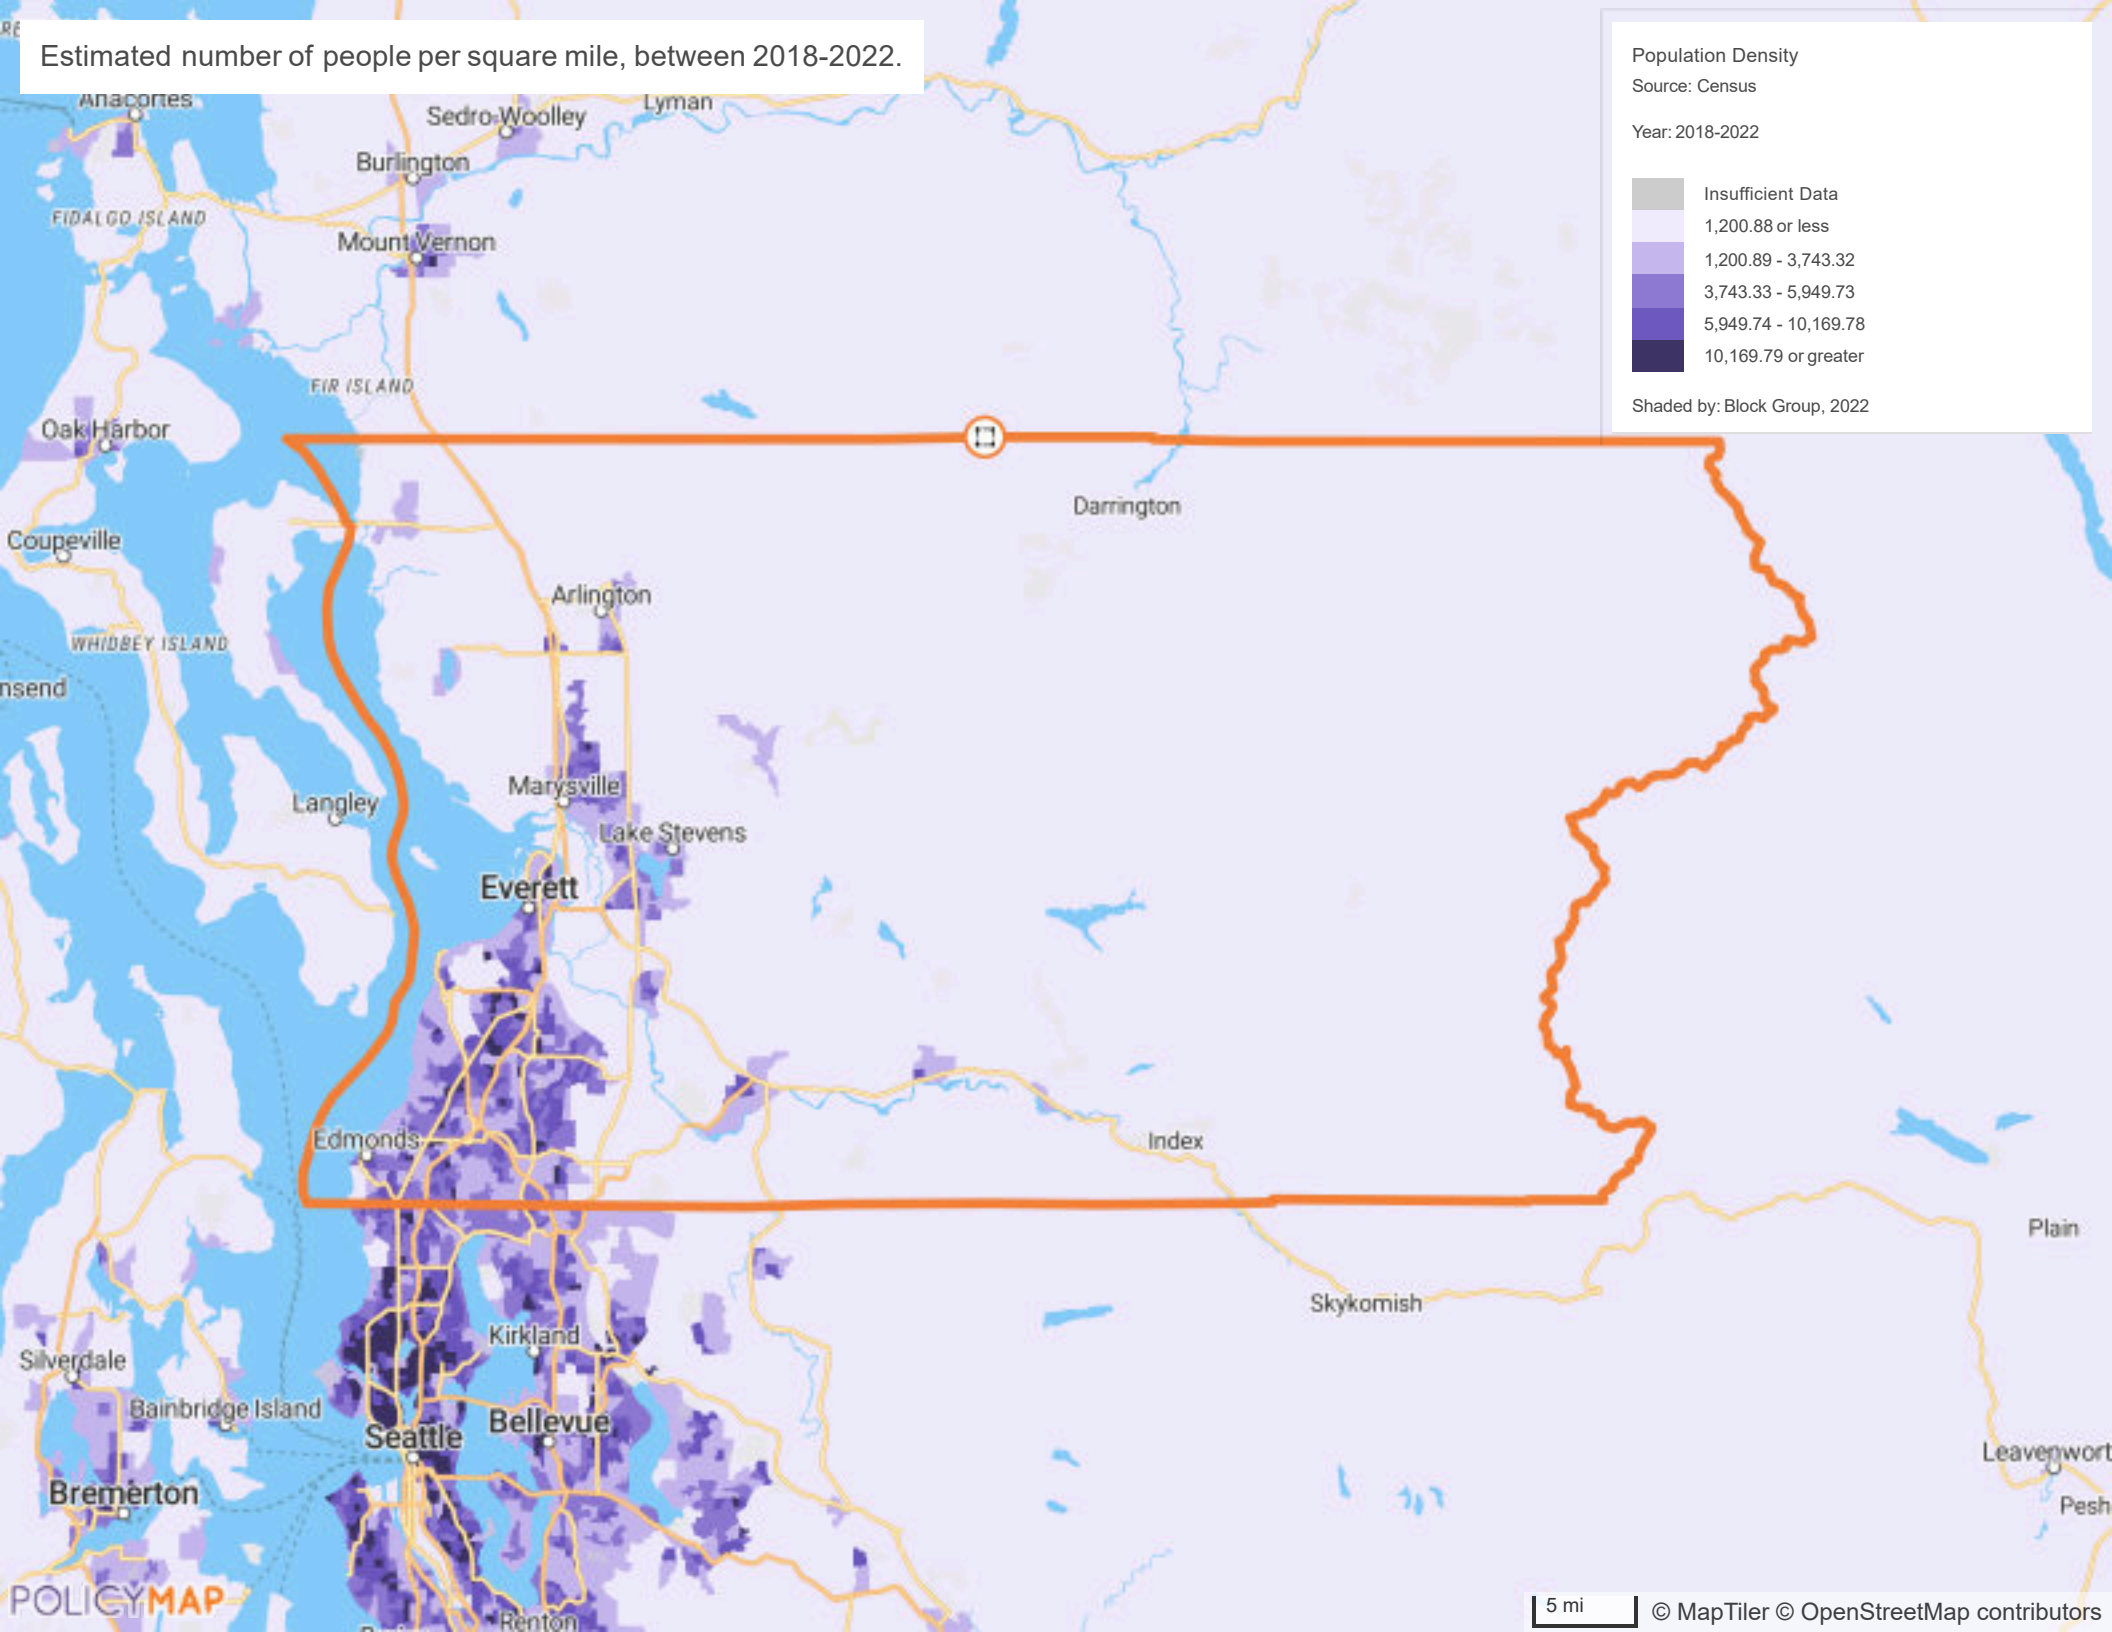 Estimated number of people per square mile, between 2018-2022.
Population Density
Source: Census
Year: 2018-2022
Insufficient Data
1,200.88 or less
1,200.89 - 3,743.32
3,743.33 - 5,949.73
5,949.74 - 10,169.78
10,169.79 or greater
Shaded by: Block Group, 2022
Anacortes
Sedro-Woolley
Lyman
Burlington
FIDALGO ISLAND
Mount Vernon
FIR ISLAND
Oak Harbor
Darrington
Coupeville
Arlington
WHIDBEY ISLAND
nsend
Marysville
Langley
Lake Stevens
Everett
Edmonds
Index
Plain
Skykomish
Kirkland
Silverdale
Bainbridge Island
Bellevue
Seattle
Leavenwort
Bremerton
Pesh
POLICYMAP
Renton
5 mi
© MapTiler © OpenStreetMap contributors